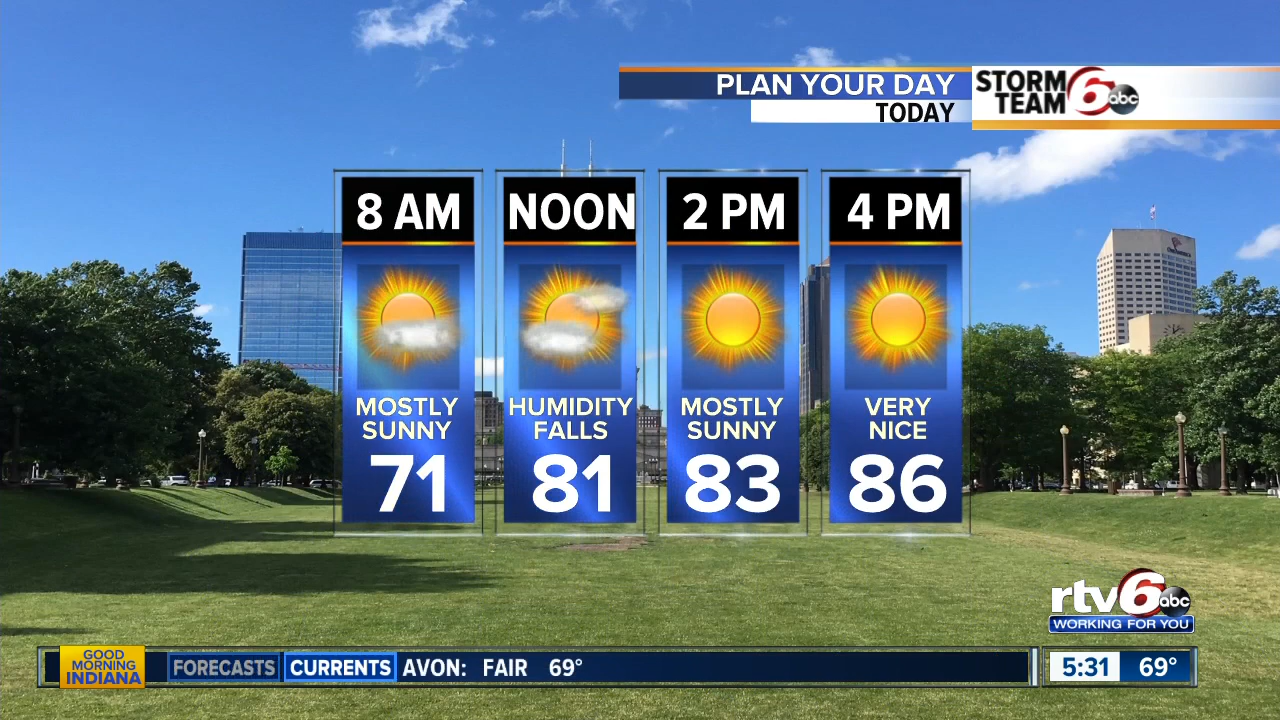 PLAN YOUR DAY
TODAY
STORM
TEAM 6 abc
8 AM
MOSTLY
SUNNY
71
NOON
HUMIDITY
FALLS
81
2 PM
MOSTLY
SUNNY
83
4 PM
VERY
NICE
86
rtv6 abc
WORKING FOR YOU
GOOD
MORNING
INDIANA
FORECASTS CURRENTS AVON: FAIR 69°
5:31 69°